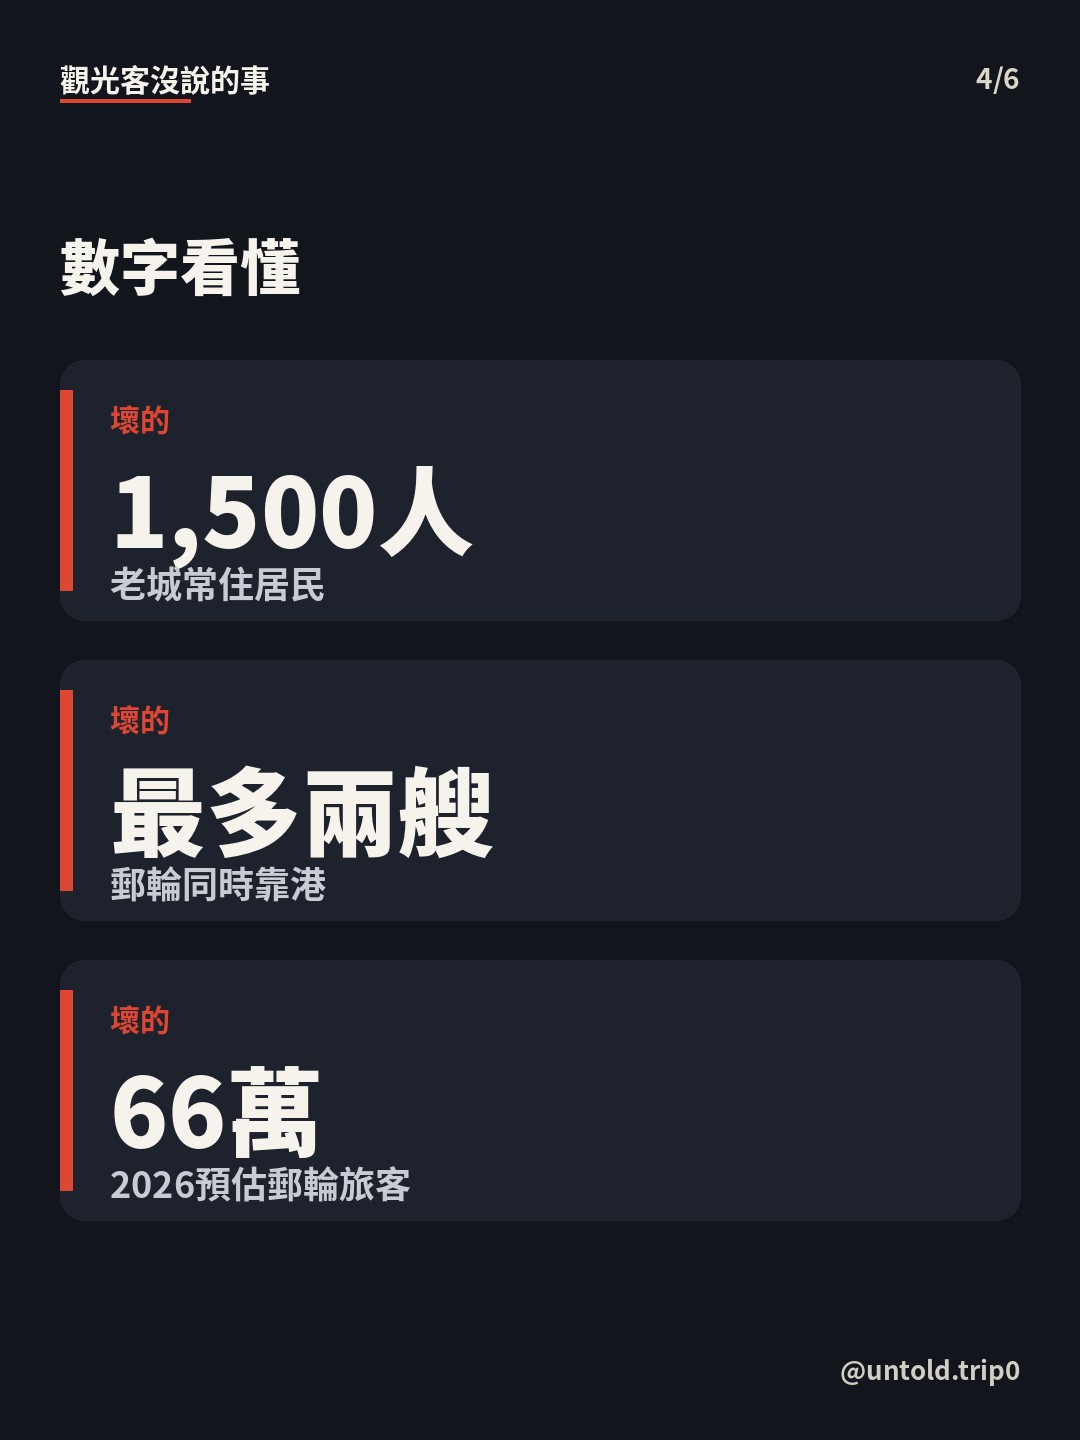 觀光客沒說的事
4/6
數字看懂
壞的
1,500人
老城常住居民
壞的
最多兩艘
郵輪同時靠港
壞的
66萬
2026預估郵輪旅客
@untold.trip0